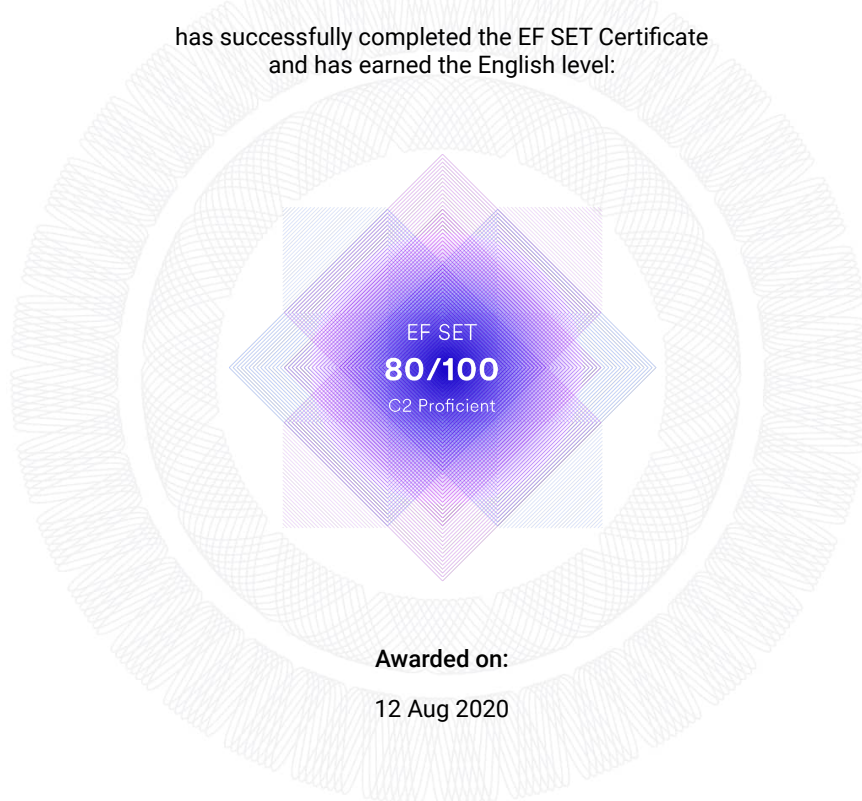 has successfully completed the EF SET Certificate
and has earned the English level:
EF SET
80/100
C2 Proficient
Awarded on:
12 Aug 2020